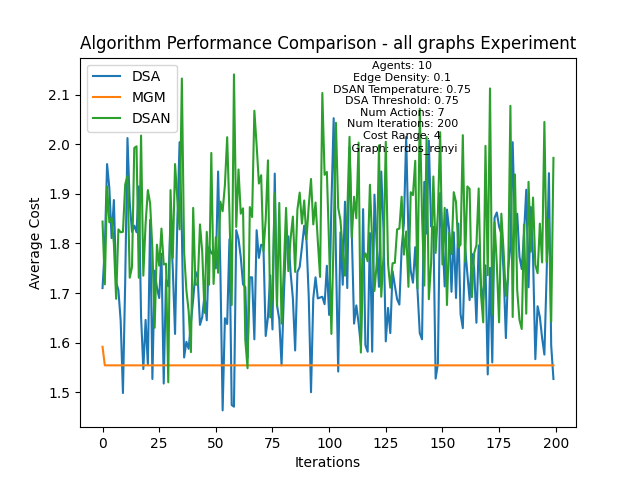 Algorithm Performance Comparison - all graphs Experiment
DSA
MGM
DSAN
Agents: 10
Edge Density: 0.1
DSAN Temperature: 0.75
DSA Threshold: 0.75
Num Actions: 7
Num Iterations: 200
Cost Range: 4
Graph: erdos_renyi
Average Cost
2.1
2.0
1.9
1.8
1.7
1.6
1.5
0 25 50 75 100 125 150 175 200
Iterations